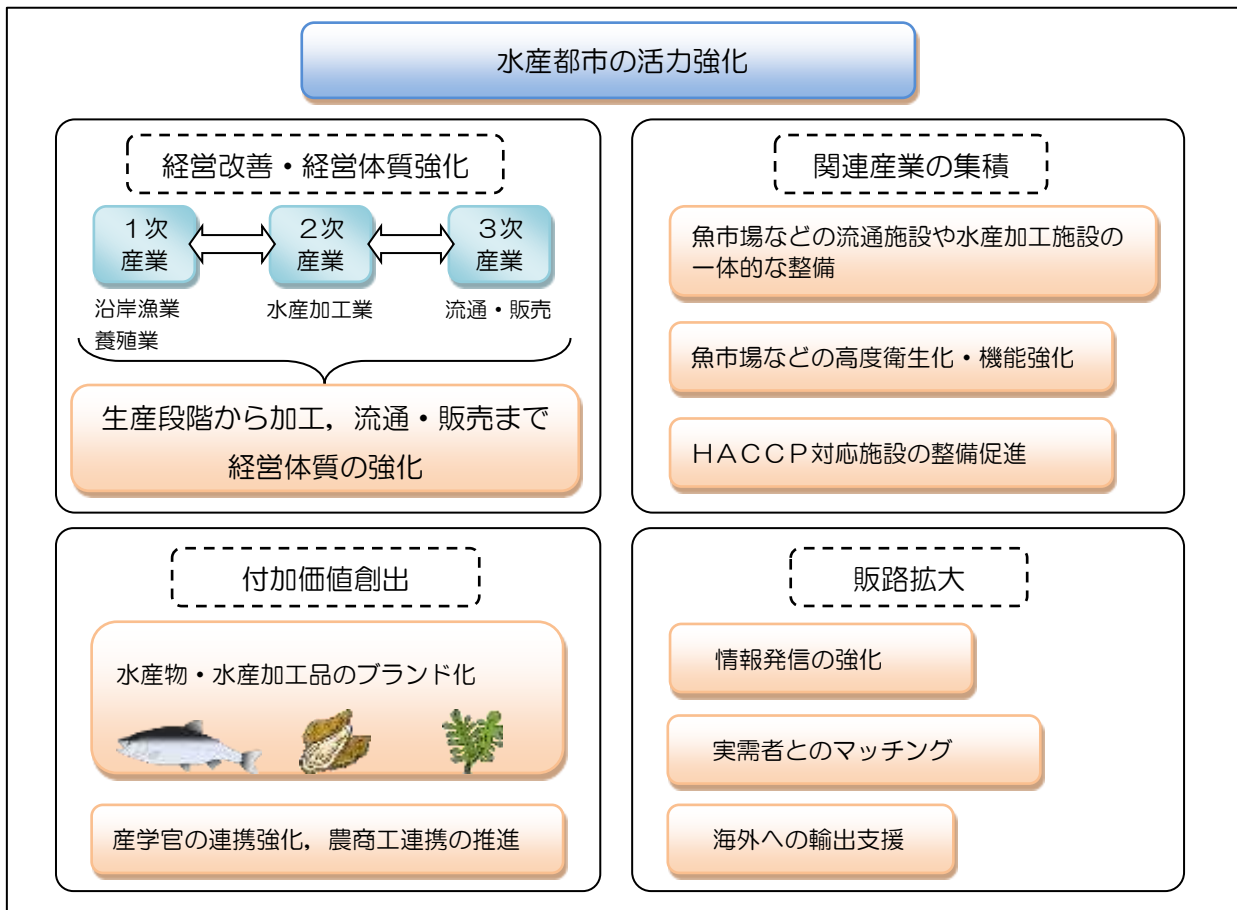 水産都市の活力強化
経営改善・経営体質強化
１次
産業
２次
産業
３次
産業
沿岸漁業
養殖業
水産加工業
流通・販売
生産段階から加工，流通・販売まで
経営体質の強化
関連産業の集積
魚市場などの流通施設や水産加工施設の
一体的な整備
魚市場などの高度衛生化・機能強化
ＨＡＣＣＰ対応施設の整備促進
付加価値創出
水産物・水産加工品のブランド化
産学官の連携強化，農商工連携の推進
販路拡大
情報発信の強化
実需者とのマッチング
海外への輸出支援